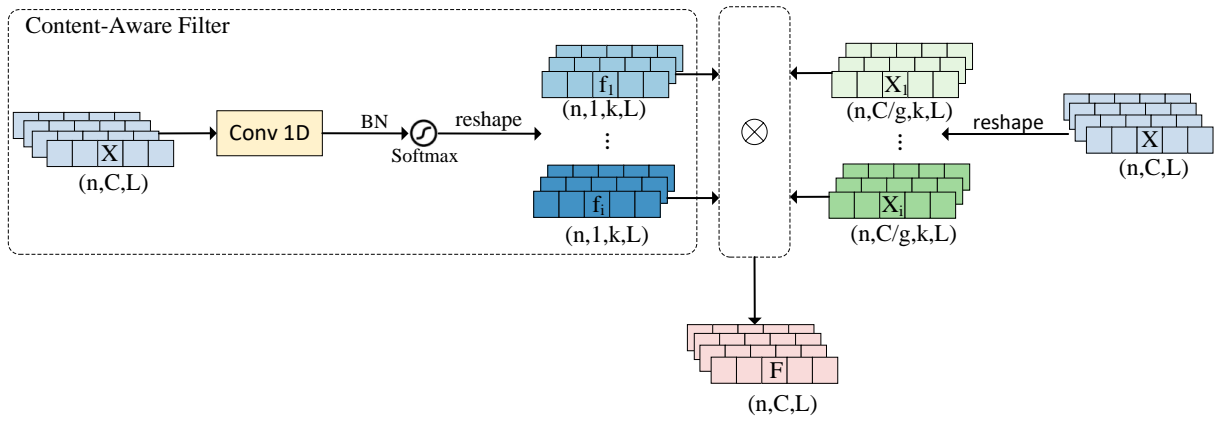 Content-Aware Filter
X
(n,C,L)
Conv 1D
BN
Softmax
reshape
f1
(n,1,k,L)
...
fi
(n,1,k,L)
X1
(n,C/g,k,L)
...
Xi
(n,C/g,k,L)
reshape
X
(n,C,L)
F
(n,C,L)